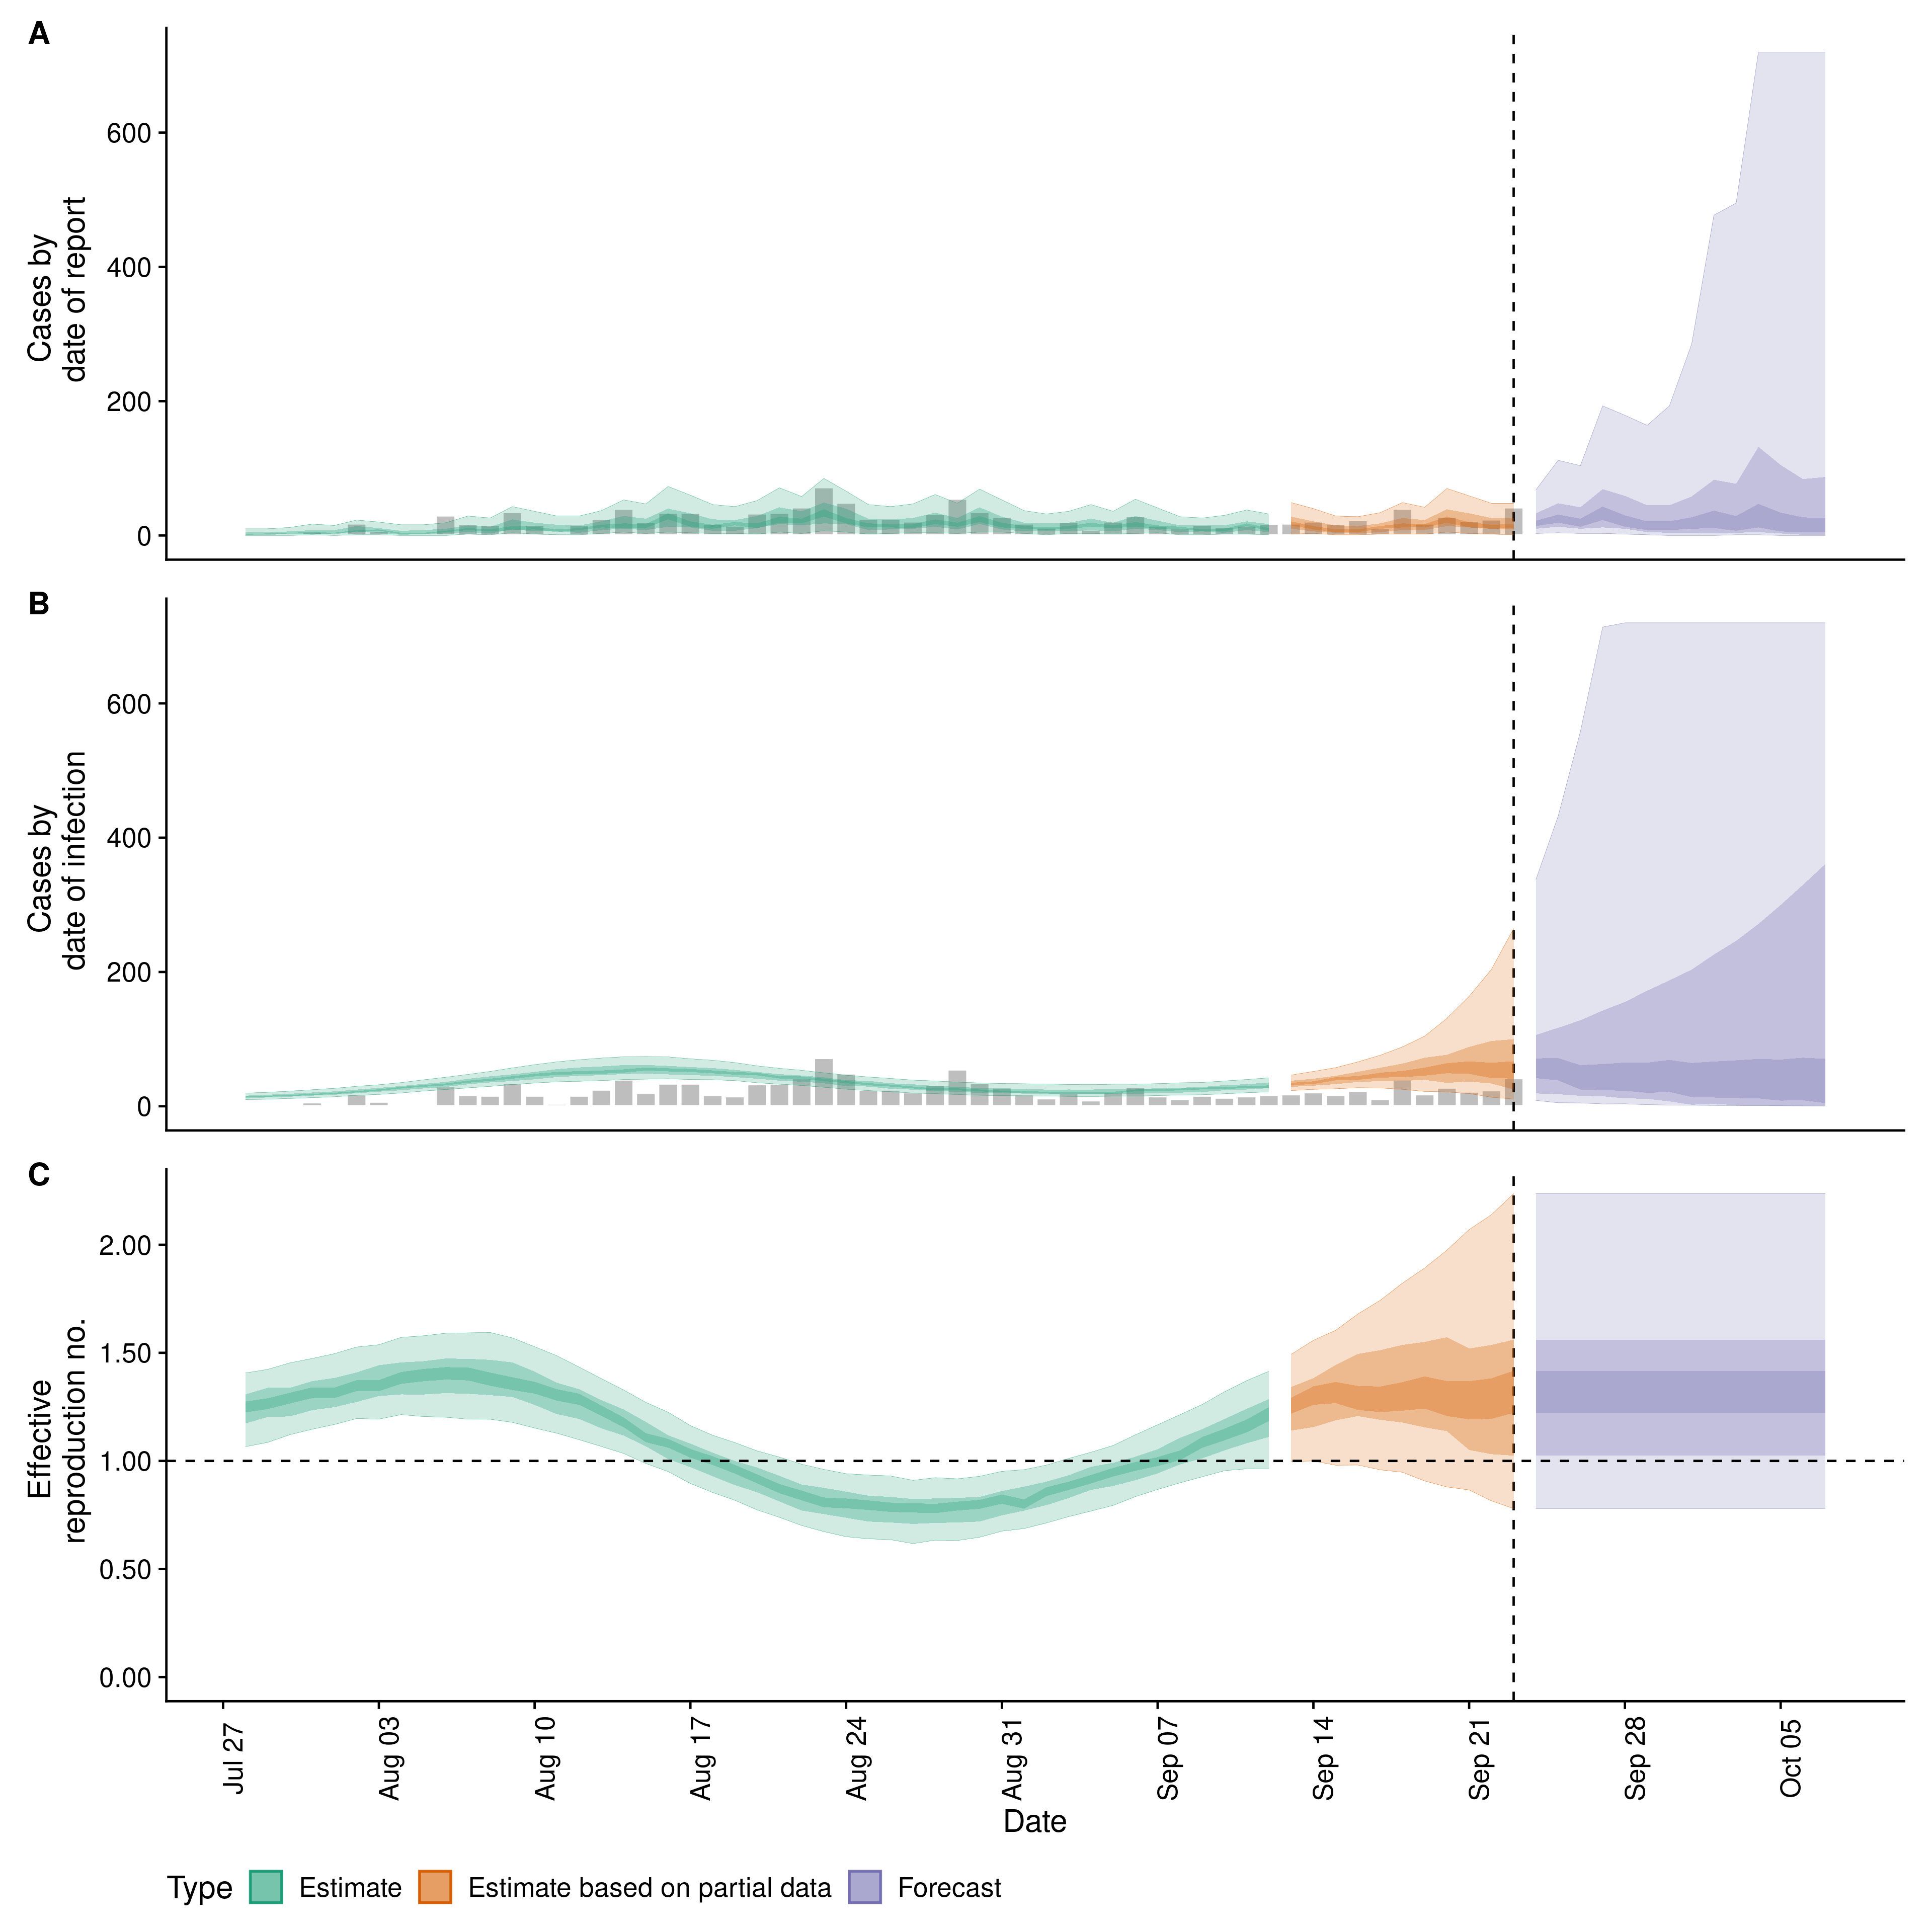 A
Cases by
date of report
600
400
200
0
B
Cases by
date of infection
600
400
200
0
C
Effective
reproduction no.
2.00
1.50
1.00
0.50
0.00
Jul 27
Aug 03
Aug 10
Aug 17
Aug 24
Aug 31
Sep 07
Sep 14
Sep 21
Sep 28
Oct 05
Date
Type Estimate Estimate based on partial data Forecast